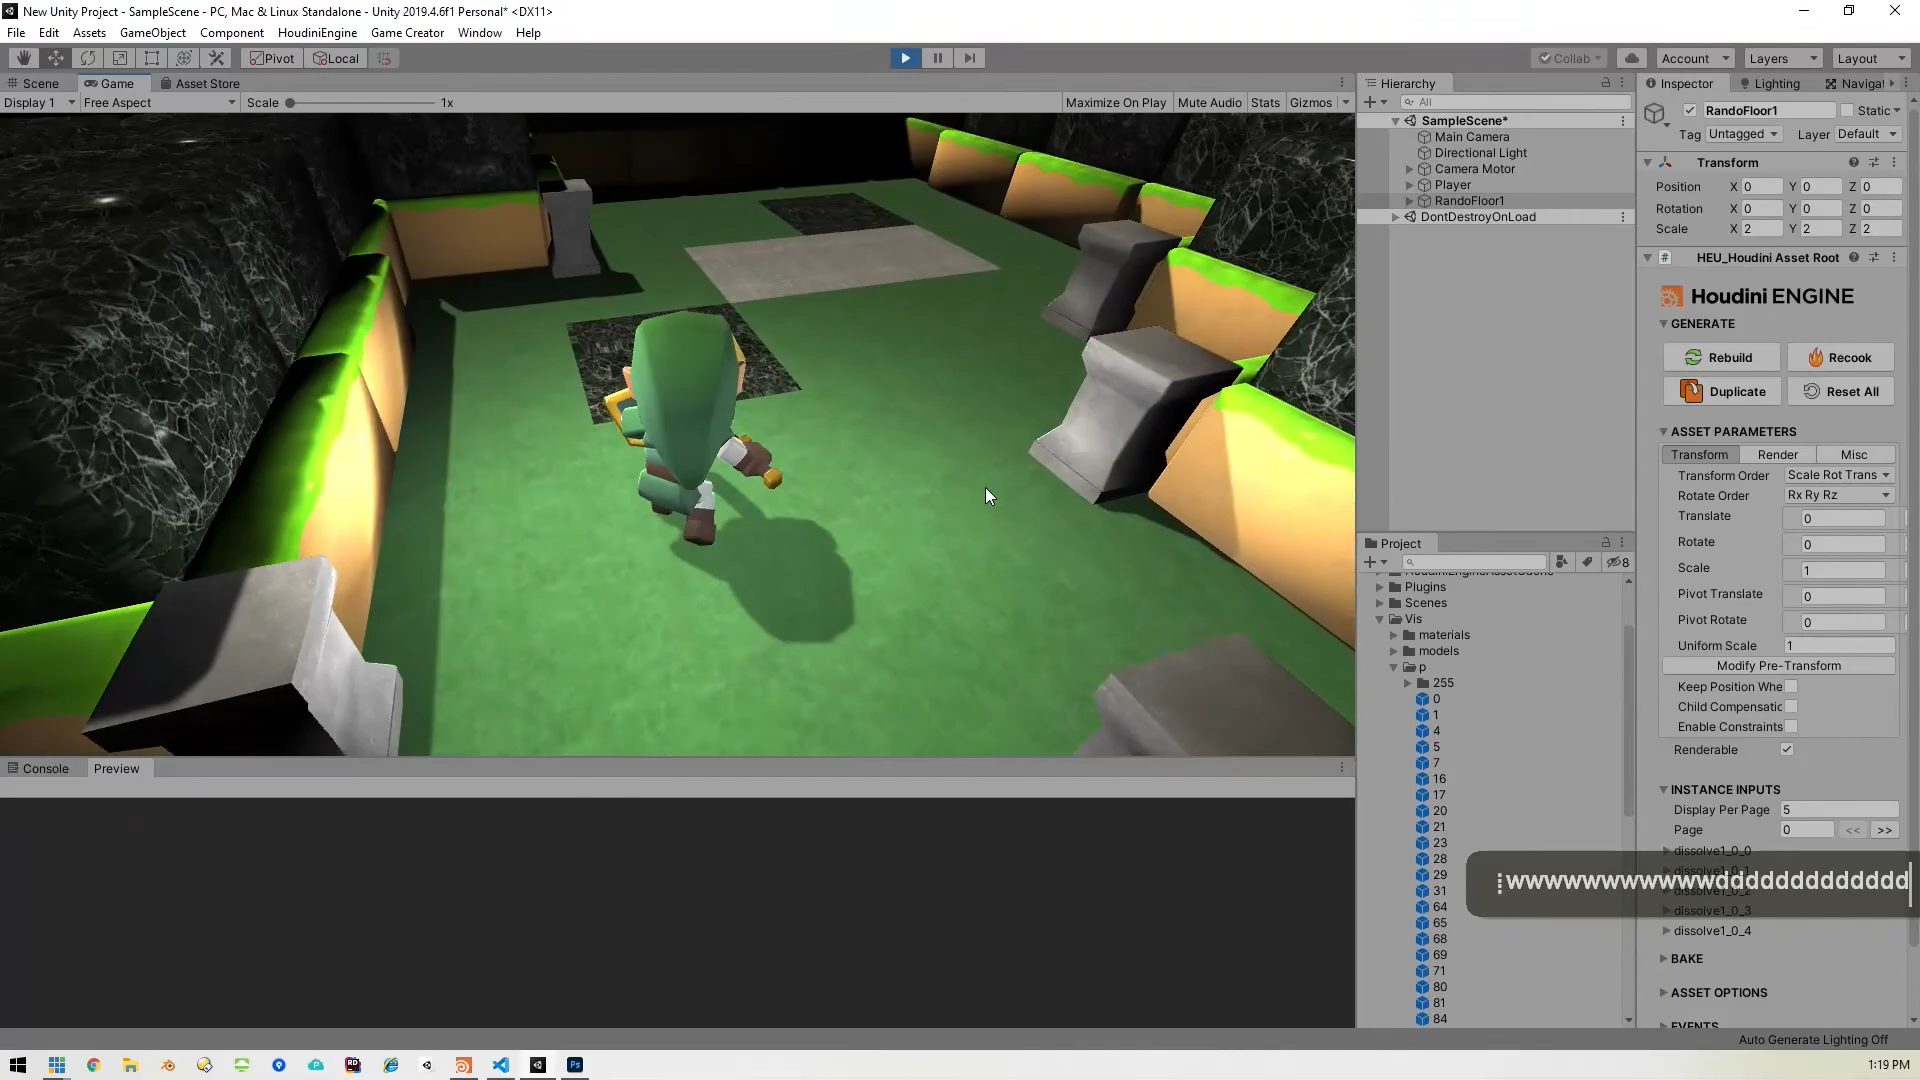 New Unity Project - SampleScene - PC, Mac & Linux Standalone - Unity 2019.4.6f1 Personal* <DX11>
File Edit Assets GameObject Component HoudiniEngine Game Creator Window Help
Pivot Local Collab Account Layers Layout
Scene Game Asset Store
Display 1 Free Aspect Scale 1x Maximize On Play Mute Audio Stats Gizmos
Hierarchy
All
SampleScene*
Main Camera
Directional Light
Camera Motor
Player
RandoFloor1
DontDestroyOnLoad
Project
8
Plugins
Scenes
Vis
materials
models
p
255
0
1
4
5
7
16
17
20
21
23
28
29
31
64
65
68
69
71
80
81
84
Inspector Lighting Navigat
RandoFloor1 Static
Tag Untagged Layer Default
Transform
Position X 0 Y 0 Z 0
Rotation X 0 Y 0 Z 0
Scale X 2 Y 2 Z 2
HEU_Houdini Asset Root
Houdini ENGINE
GENERATE
Rebuild Recook
Duplicate Reset All
ASSET PARAMETERS
Transform Render Misc
Transform Order Scale Rot Trans
Rotate Order Rx Ry Rz
Translate 0
Rotate 0
Scale 1
Pivot Translate 0
Pivot Rotate 0
Uniform Scale 1
Modify Pre-Transform
Keep Position Whe
Child Compensatic
Enable Constraints
Renderable
INSTANCE INPUTS
Display Per Page 5
Page 0 << >>
dissolve1_0_0
dissolve1_0_1
dissolve1_0_2
dissolve1_0_3
dissolve1_0_4
BAKE
ASSET OPTIONS
EVENTS
Console Preview
Auto Generate Lighting Off
1:19 PM